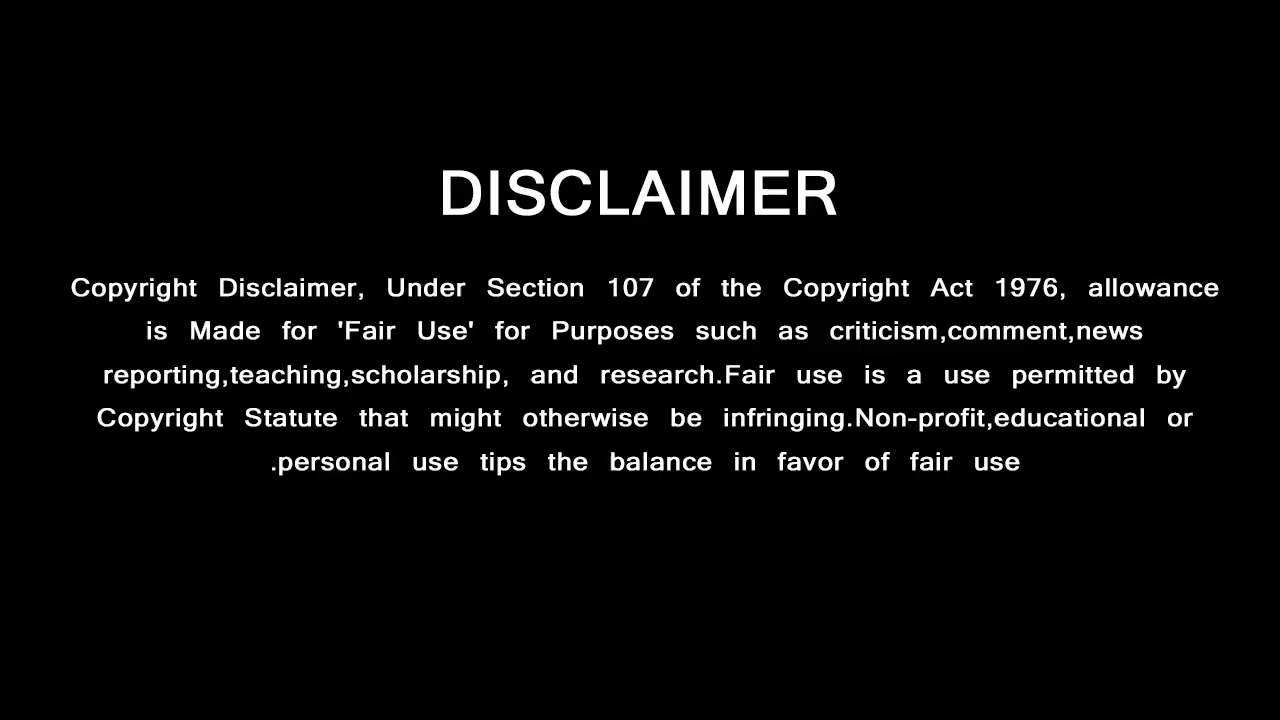 DISCLAIMER
Copyright Disclaimer, Under Section 107 of the Copyright Act 1976, allowance
is Made for 'Fair Use' for Purposes such as criticism,comment,news
reporting,teaching,scholarship, and research.Fair use is a use permitted by
Copyright Statute that might otherwise be infringing.Non-profit,educational or
.personal use tips the balance in favor of fair use